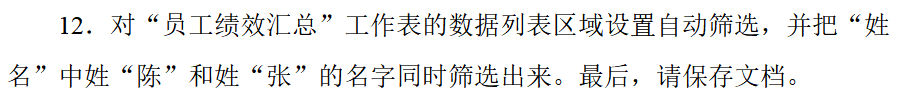 12．对“员工绩效汇总”工作表的数据列表区域设置自动筛选，并把“姓
名”中姓“陈”和姓“张”的名字同时筛选出来。最后，请保存文档。